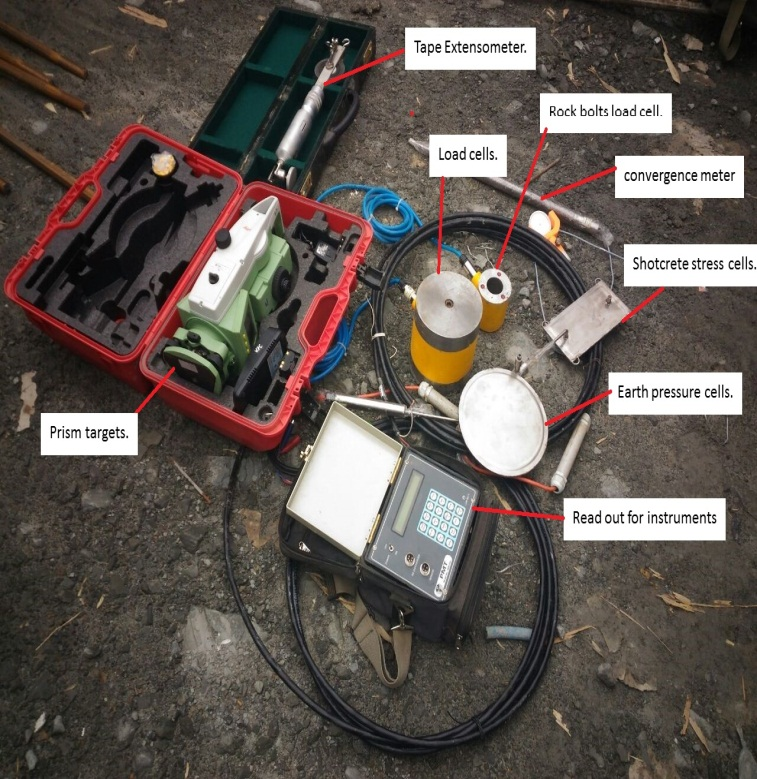 Tape Extensometer.
Rock bolts load cell.
Load cells.
convergence meter
Shotcrete stress cells.
Earth pressure cells.
Prism targets.
Read out for instruments